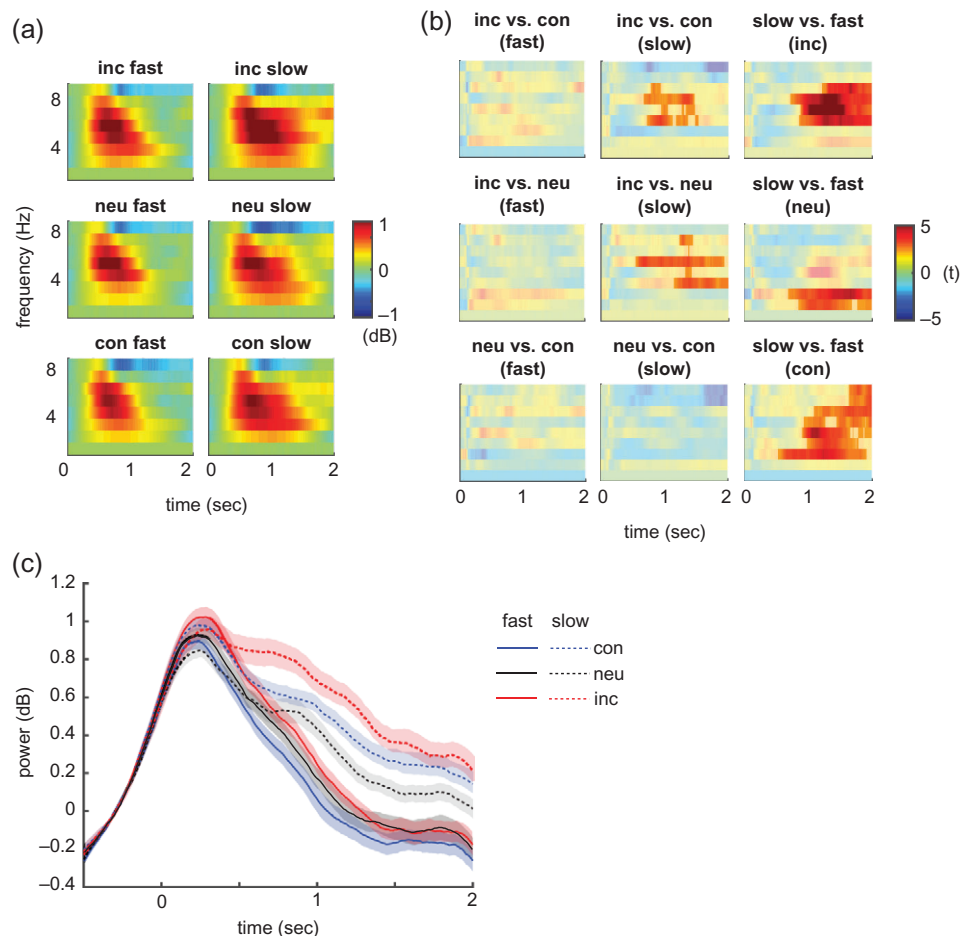 (a)
inc fast inc slow
8
4
neu fast neu slow
8
4
con fast con slow
8
4
0 1 2 0 1 2
time (sec)
frequency (Hz)
1
0
−1
(dB)
(b)
inc vs. con (fast) inc vs. con (slow) slow vs. fast (inc)
inc vs. neu (fast) inc vs. neu (slow) slow vs. fast (neu)
neu vs. con (fast) neu vs. con (slow) slow vs. fast (con)
0 1 2 0 1 2 0 1 2
time (sec)
5
0 (t)
−5
(c)
1.2
1
0.8
0.6
0.4
0.2
0
−0.2
−0.4
power (dB)
0 1 2
time (sec)
fast slow
con
neu
inc